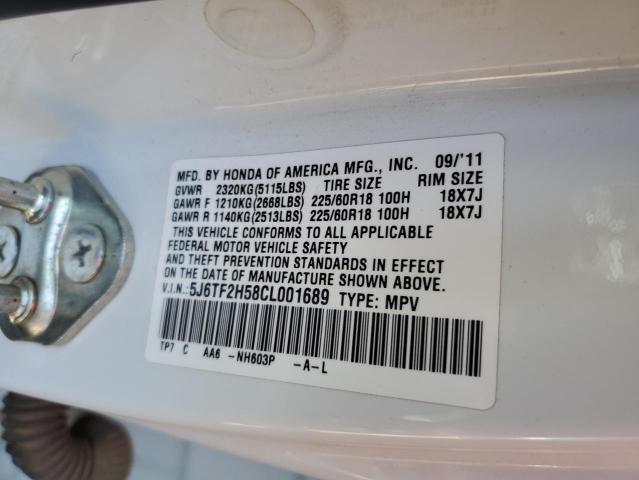 MFD. BY HONDA OF AMERICA MFG., INC. 09/'11
GVWR 2320KG(5115LBS) TIRE SIZE RIM SIZE
GAWR F 1210KG(2668LBS) 225/60R18 100H 18X7J
GAWR R 1140KG(2513LBS) 225/60R18 100H 18X7J
THIS VEHICLE CONFORMS TO ALL APPLICABLE
FEDERAL MOTOR VEHICLE SAFETY
AND THEFT PREVENTION STANDARDS IN EFFECT
ON THE DATE OF MANUFACTURE SHOWN ABOVE.
V.I.N.:5J6TF2H58CL001689 TYPE: MPV
TP7 C AA6 -NH603P -A-L